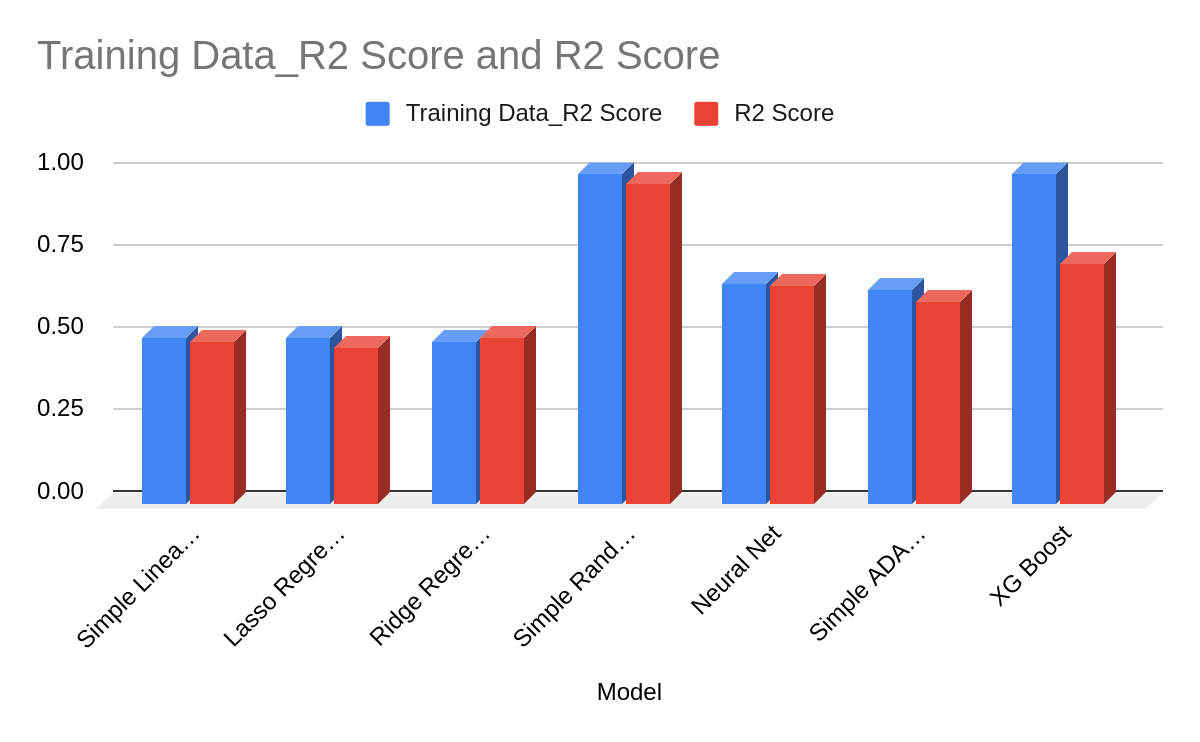 Training Data_R2 Score and R2 Score
Training Data_R2 Score
R2 Score
1.00
0.75
0.50
0.25
0.00
Simple Linea…
Lasso Regre…
Ridge Regre…
Simple Rand…
Neural Net
Simple ADA…
XG Boost
Model